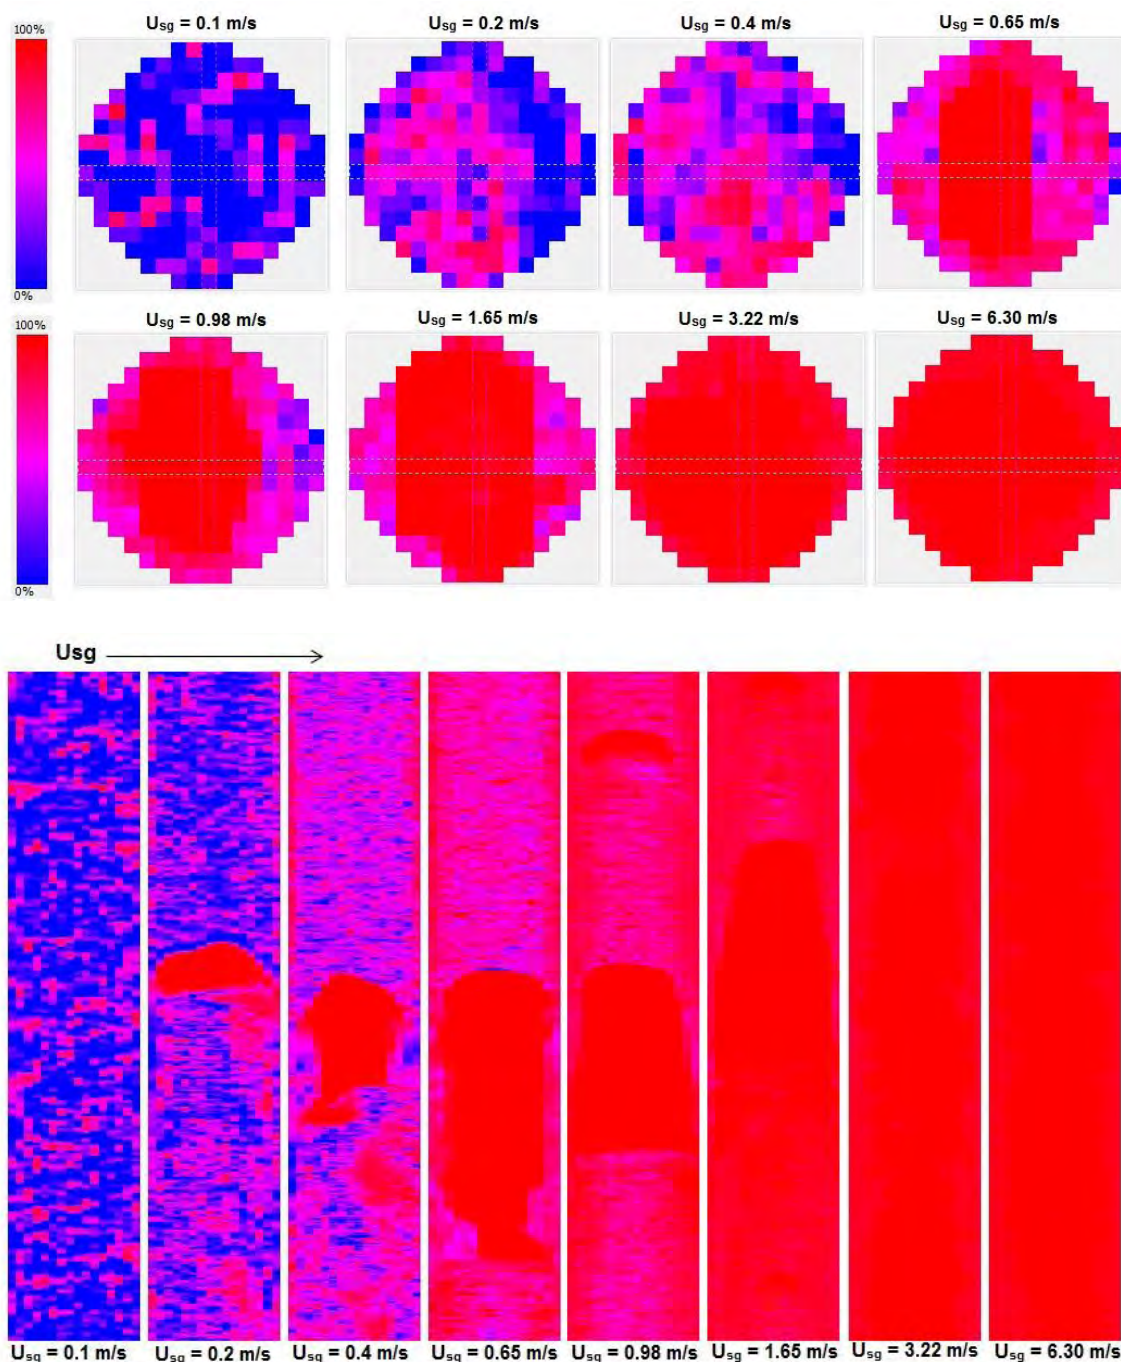 Usg = 0.1 m/s Usg = 0.2 m/s Usg = 0.4 m/s Usg = 0.65 m/s
100%
0%
Usg = 0.98 m/s Usg = 1.65 m/s Usg = 3.22 m/s Usg = 6.30 m/s
100%
0%
Usg
Usg = 0.1 m/s Usg = 0.2 m/s Usg = 0.4 m/s Usg = 0.65 m/s Usg = 0.98 m/s Usg = 1.65 m/s Usg = 3.22 m/s Usg = 6.30 m/s